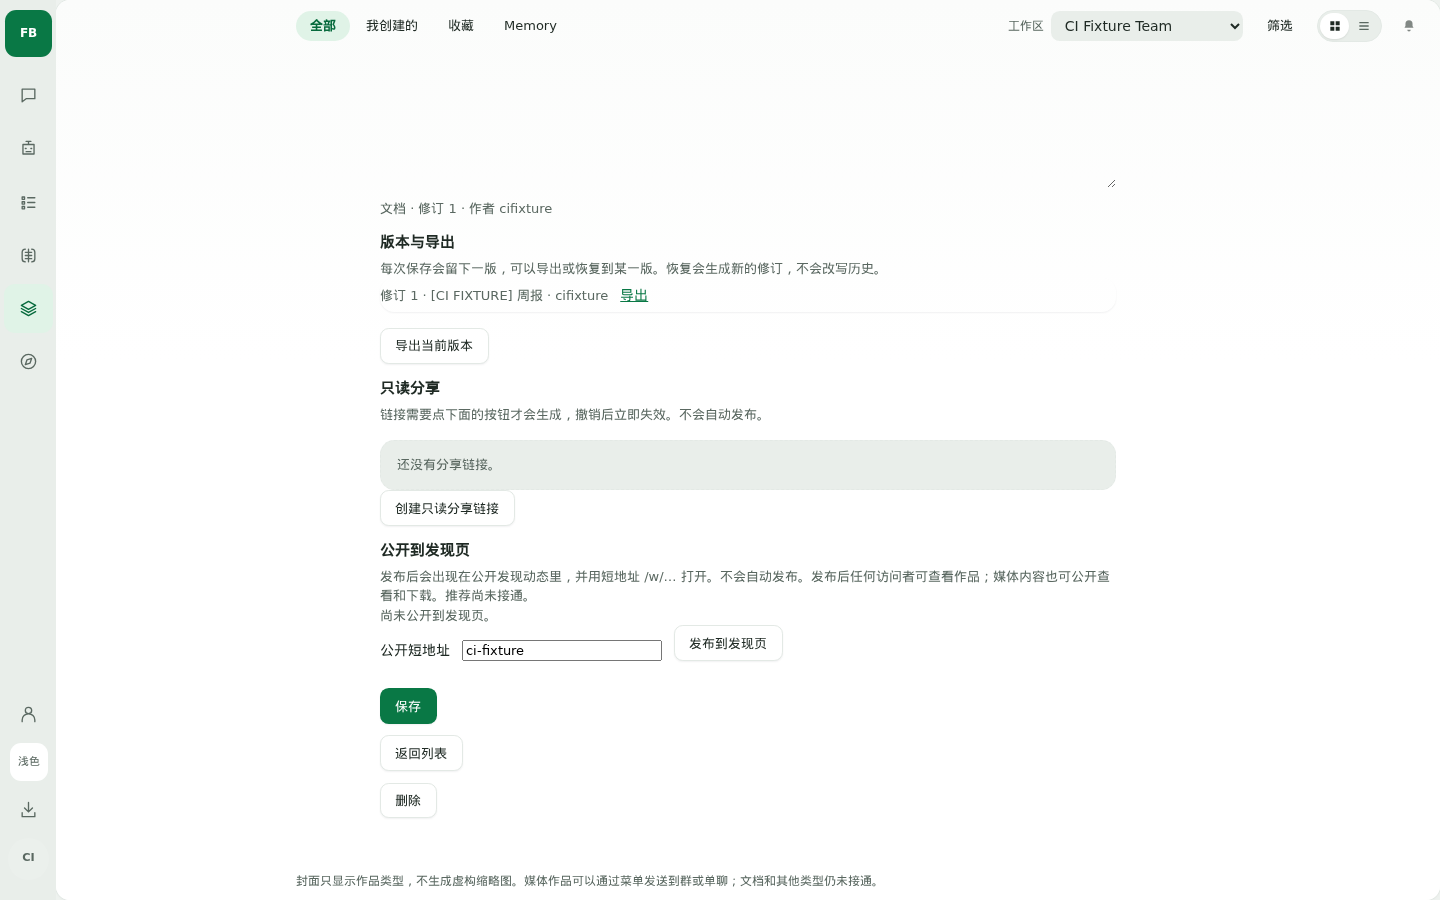 FB
全部 我创建的 收藏 Memory 工作区 CI Fixture Team 筛选
文档 · 修订 1 · 作者 cifixture
版本与导出
每次保存会留下一版，可以导出或恢复到某一版。恢复会生成新的修订，不会改写历史。
修订 1 · [CI FIXTURE] 周报 · cifixture 导出
导出当前版本
只读分享
链接需要点下面的按钮才会生成，撤销后立即失效。不会自动发布。
还没有分享链接。
创建只读分享链接
公开到发现页
发布后会出现在公开发现动态里，并用短地址 /w/... 打开。不会自动发布。发布后任何访问者可查看作品；媒体内容也可公开查
看和下载。推荐尚未接通。
尚未公开到发现页。
公开短地址 ci-fixture 发布到发现页
保存
返回列表
删除
浅色
CI
封面只显示作品类型，不生成虚构缩略图。媒体作品可以通过菜单发送到群或单聊；文档和其他类型仍未接通。